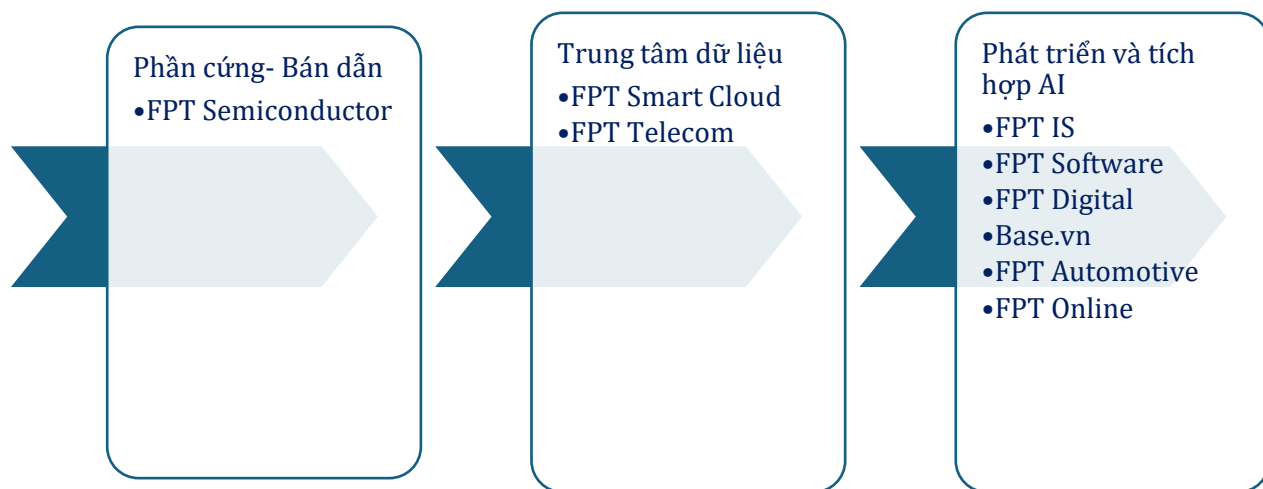 Phần cứng- Bán dẫn
•FPT Semiconductor
Trung tâm dữ liệu
•FPT Smart Cloud
•FPT Telecom
Phát triển và tích
hợp AI
•FPT IS
•FPT Software
•FPT Digital
•Base.vn
•FPT Automotive
•FPT Online